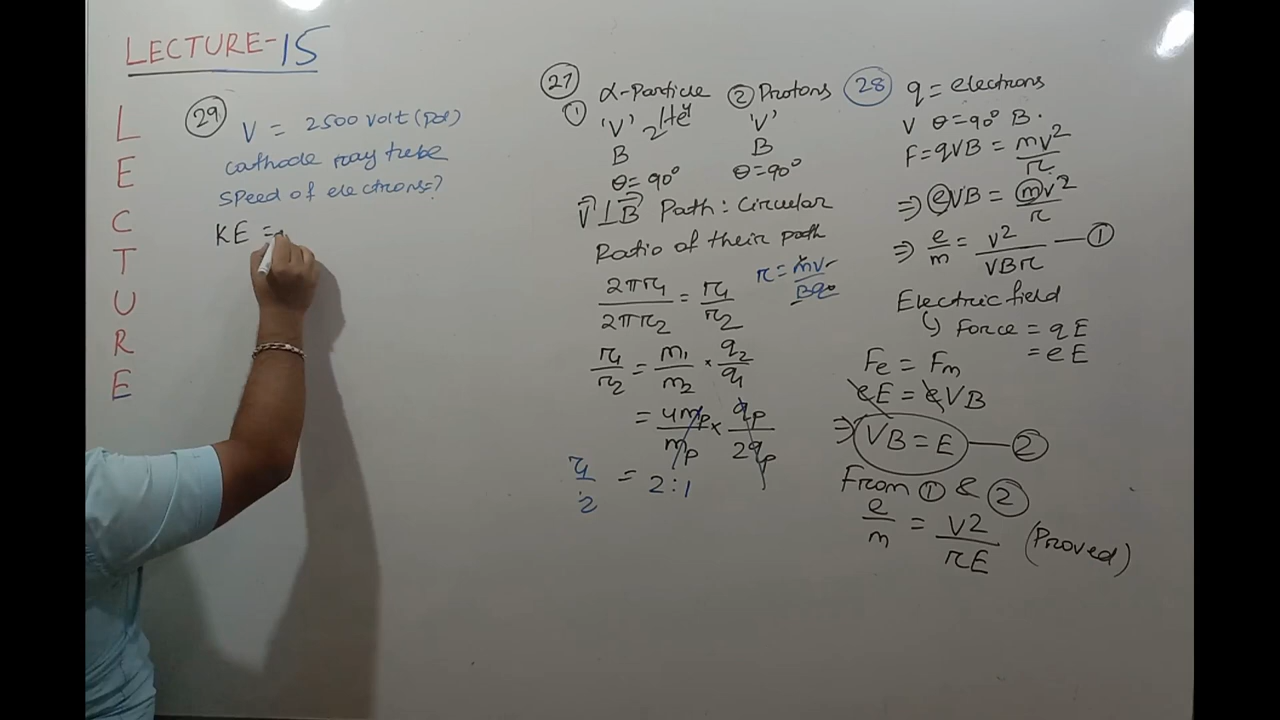 LECTURE-15
LECTURE
(29) V = 2500 volt (pd)
cathode ray tube
speed of electrons=?
KE =
(27) α-Particle (2) Protons
(1) 'V' ₂He⁴ 'V'
B B
θ=90° θ=90°
V⃗⊥B⃗ Path: Circular
Ratio of their path
2πr₁/2πr₂ = r₁/r₂ r = mv/Bq
r₁/r₂ = m₁/m₂ × q₂/q₁
= 4mp/mp × qp/2qp
r₁/2 = 2:1
(28) q = electrons
V θ=90° B.
F=qVB = mv²/r
⇒ eVB = mv²/r
⇒ e/m = v²/VBr —(1)
Electric field
↳ Force = qE
= eE
Fe = Fm
eE = eVB
⇒ VB = E —(2)
From (1) & (2)
e/m = v2/rE (Proved)